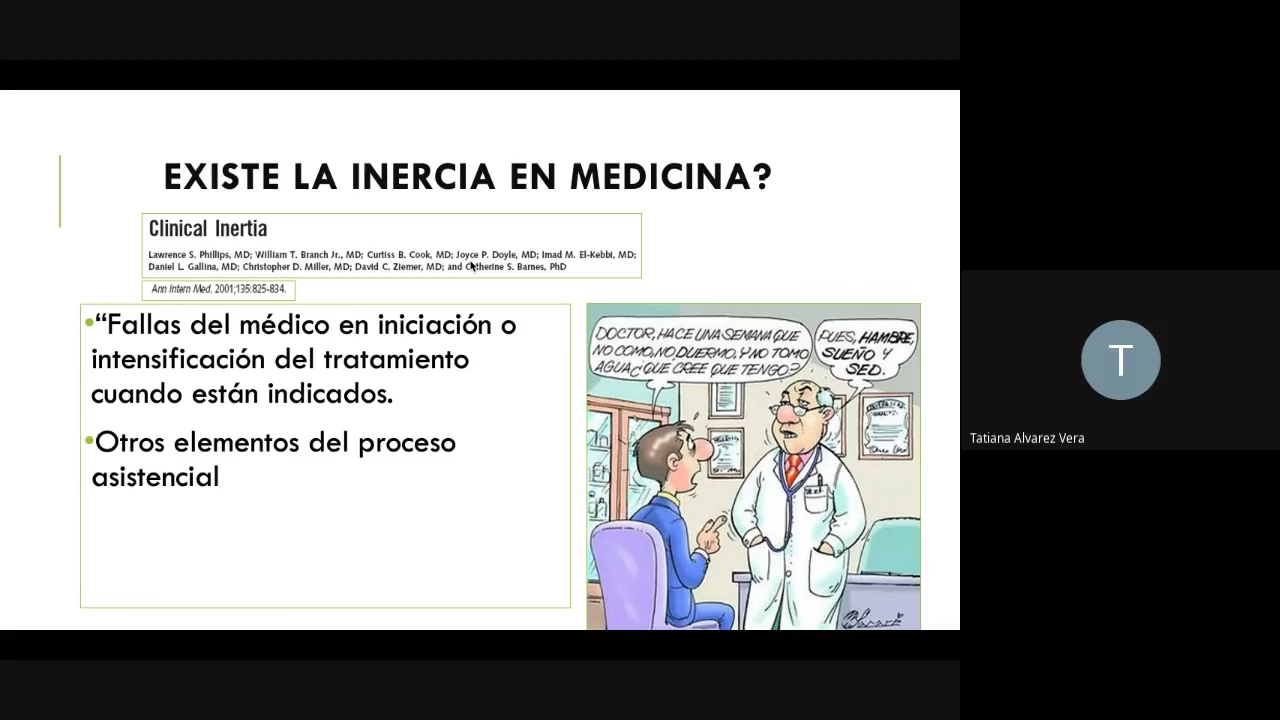 EXISTE LA INERCIA EN MEDICINA?
Clinical Inertia
Lawrence S. Phillips, MD; William T. Branch Jr., MD; Curtiss B. Cook, MD; Joyce P. Doyle, MD; Imad M. El-Kebbi, MD;
Daniel L. Gallina, MD; Christopher D. Miller, MD; David C. Ziemer, MD; and Catherine S. Barnes, PhD
Ann Intern Med. 2001;135:825-834.
•“Fallas del médico en iniciación o
intensificación del tratamiento
cuando están indicados.
•Otros elementos del proceso
asistencial
DOCTOR, HACE UNA SEMANA QUE
NO COMO, NO DUERMO, Y NO TOMO
AGUA ¿QUE CREE QUE TENGO?
PUES, HAMBRE,
SUEÑO Y
SED.
T
Tatiana Alvarez Vera